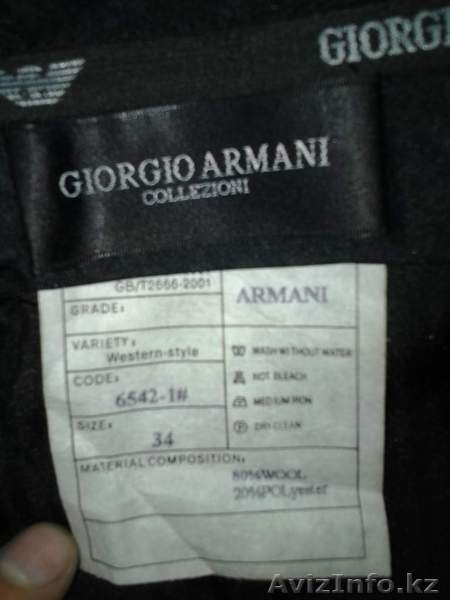 GIORGI
GIORGIO ARMANI
COLLEZIONI
GB/T2666-2001
ARMANI
GRADE:
VARIETY:
Western-style
WASH WITHOUT WATER
CODE:
NOT BLEACH
6542-1#
MEDIUM IRON
SIZE:
DRY CLEAN
34
MATERIAL COMPOSITION:
80%WOOL
20%POLyester
AvizInfo.kz